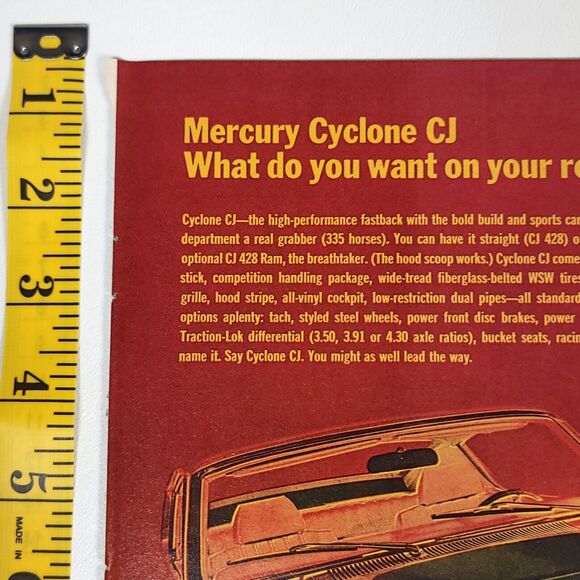 Mercury Cyclone CJ
What do you want on your
Cyclone CJ—the high-performance fastback with the bold build and sports car
department a real grabber (335 horses). You can have it straight (CJ 428)
optional CJ 428 Ram, the breathtaker. (The hood scoop works.) Cyclone CJ come
stick, competition handling package, wide-tread fiberglass-belted WSW tires
grille, hood stripe, all-vinyl cockpit, low-restriction dual pipes—all standard
options aplenty: tach, styled steel wheels, power front disc brakes, power
Traction-Lok differential (3.50, 3.91 or 4.30 axle ratios), bucket seats, racin
name it. Say Cyclone CJ. You might as well lead the way.
1
2
3
4
5
MADE IN